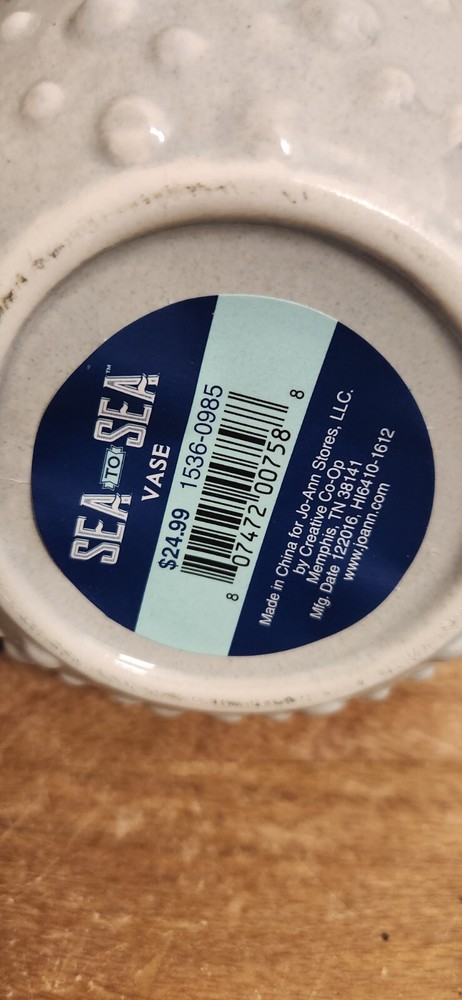 SEA TO SEA™
VASE
$24.99 1536-0985
8 07472 00758 8
Made in China for Jo-Ann Stores, LLC.
by Creative Co-Op
Memphis, TN 38141
Mfg. Date 122016, HI6410-1612
www.joann.com